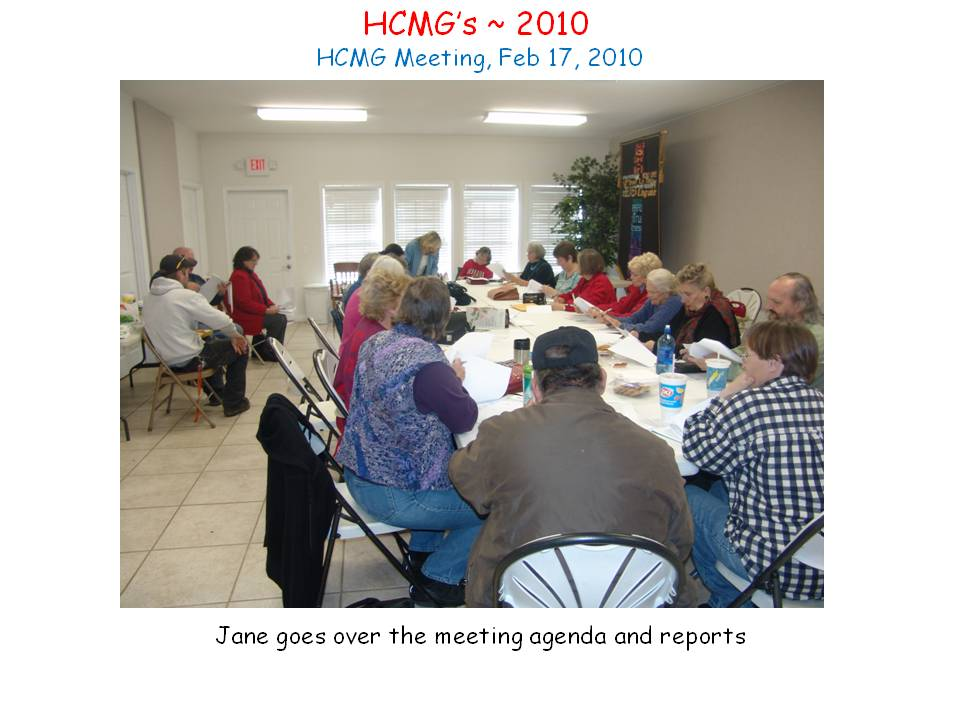 HCMG's ~ 2010
HCMG Meeting, Feb 17, 2010
EXIT
Jane goes over the meeting agenda and reports